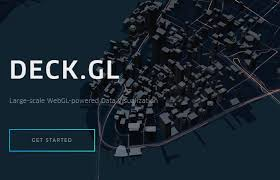 DECK.GL
Large-scale WebGL-powered Data Visualization
GET STARTED